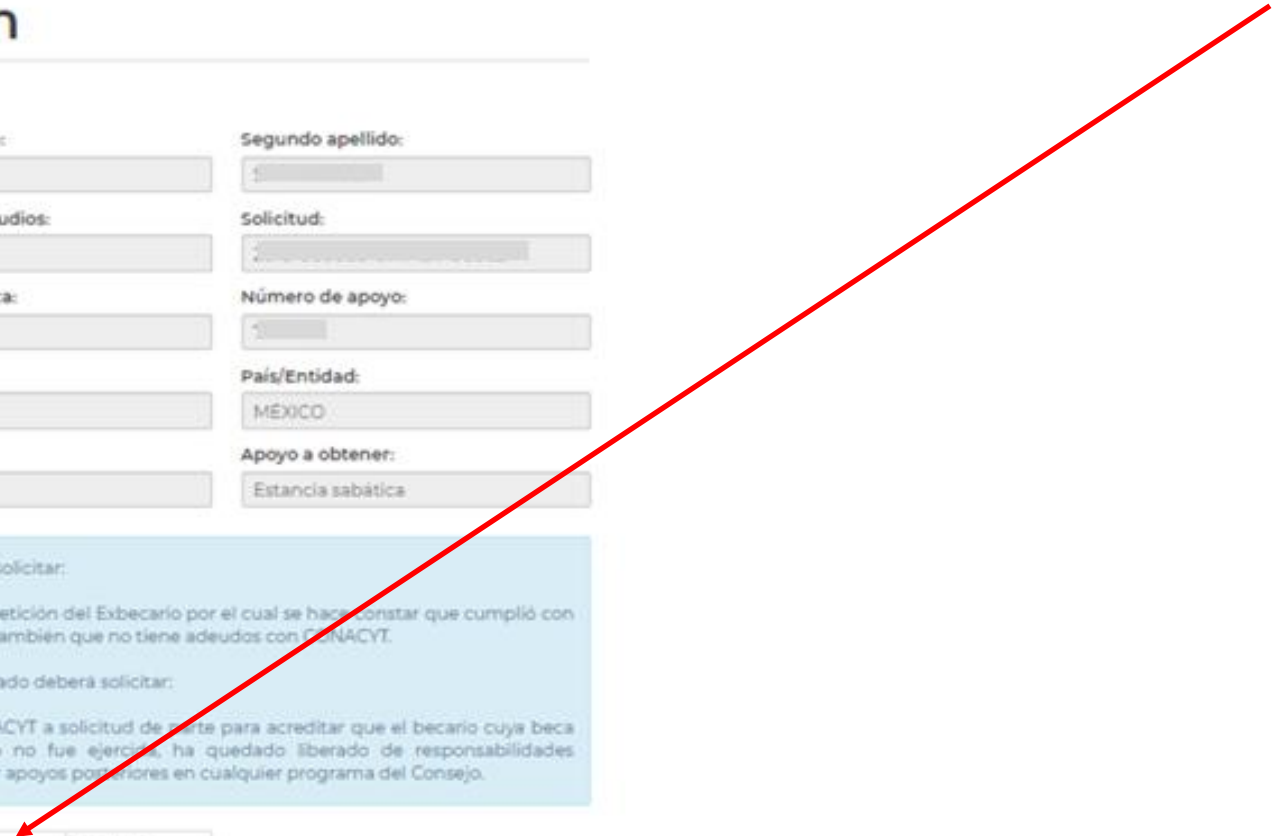 n
Segundo apellido:
udios:
Solicitud:
a:
Número de apoyo:
País/Entidad:
MÉXICO
Apoyo a obtener:
Estancia sabática
solicitar:
etición del Exbecario por el cual se hace constar que cumplió con
ambién que no tiene adeudos con CONACYT.
ado deberá solicitar:
ACYT a solicitud de parte para acreditar que el becario cuya beca
no fue ejercida, ha quedado liberado de responsabilidades
apoyos posteriores en cualquier programa del Consejo.